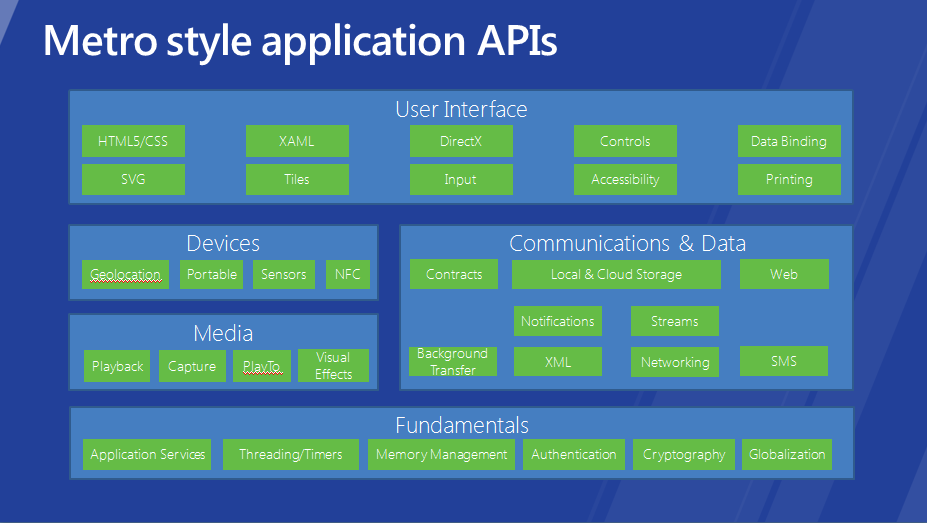 Metro style application APIs
User Interface
HTML5/CSS
XAML
DirectX
Controls
Data Binding
SVG
Tiles
Input
Accessibility
Printing
Devices
Geolocation
Portable
Sensors
NFC
Media
Playback
Capture
PlayTo
Visual
Effects
Communications & Data
Contracts
Local & Cloud Storage
Web
Notifications
Streams
Background
Transfer
XML
Networking
SMS
Fundamentals
Application Services
Threading/Timers
Memory Management
Authentication
Cryptography
Globalization